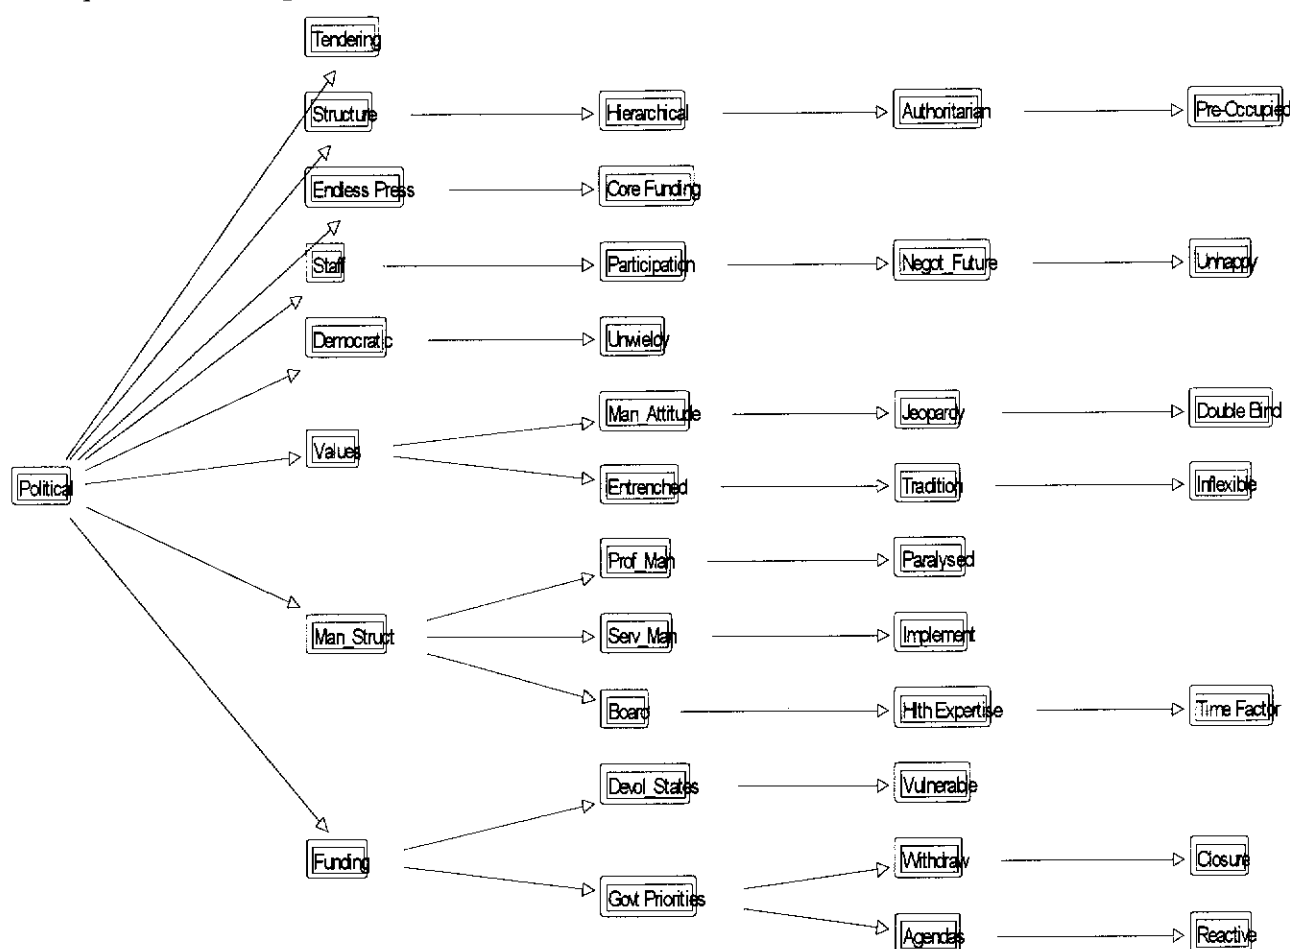 Tendering
Structure
Hierarchical
Authoritarian
Pre-Occupied
Endless Press
Core Funding
Staff
Participation
Negot_Future
Unhappy
Democratic
Unwieldy
Values
Man_Attitude
Jeopardy
Double Bind
Political
Entrenched
Tradition
Inflexible
Prof_Man
Paralysed
Man_Struct
Serv_Man
Implement
Board
Hlth Expertise
Time Factor
Devol_States
Vulnerable
Funding
Withdraw
Closure
Govt Priorities
Agendas
Reactive